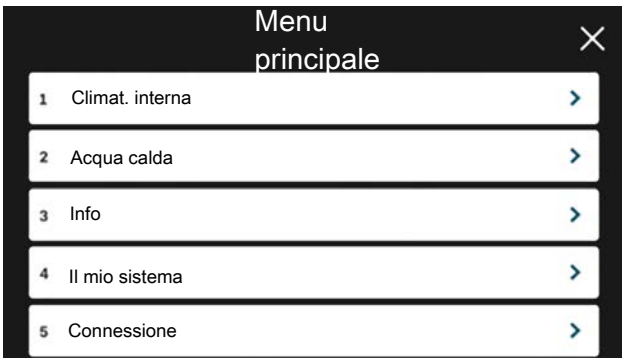 Menu
principale
1 Climat. interna
2 Acqua calda
3 Info
4 Il mio sistema
5 Connessione